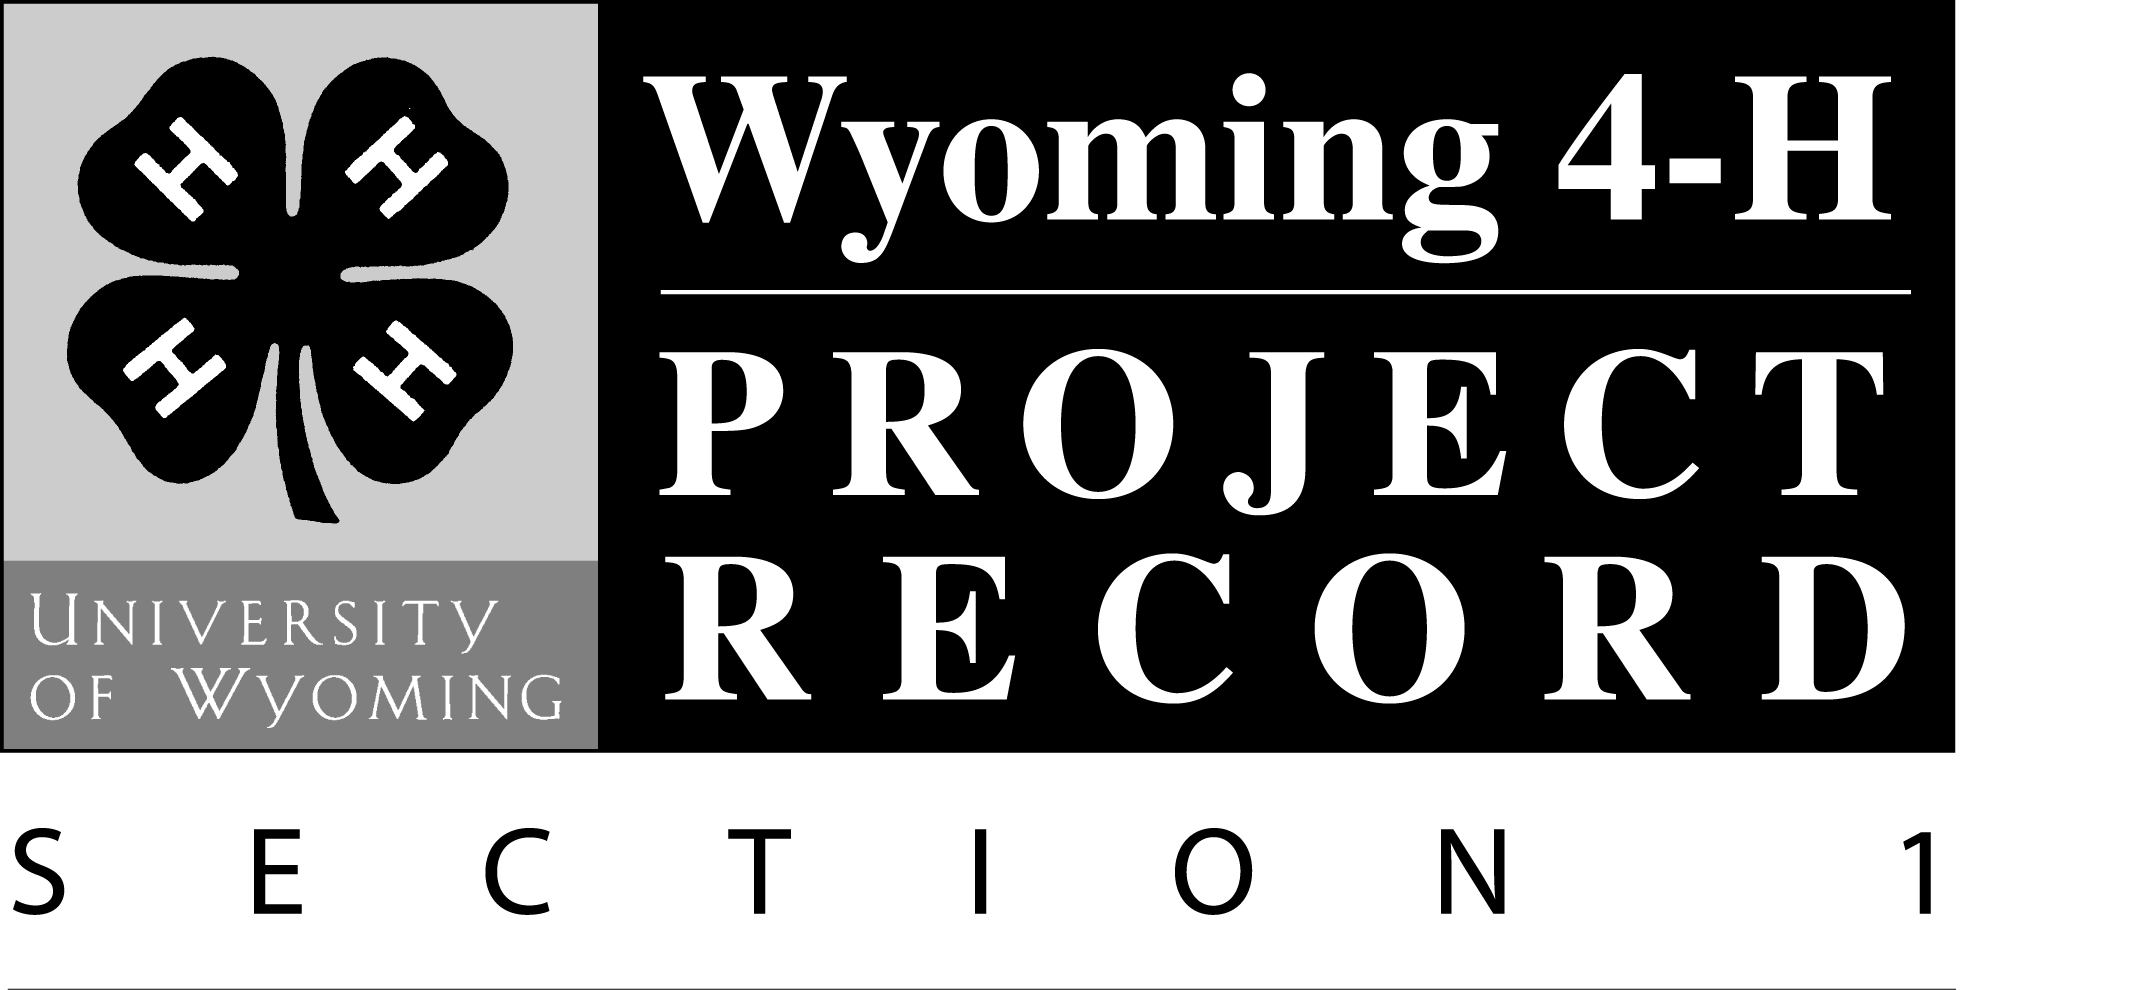 H H
H H
UNIVERSITY
OF WYOMING
Wyoming 4-H
PROJECT
RECORD
SECTION 1